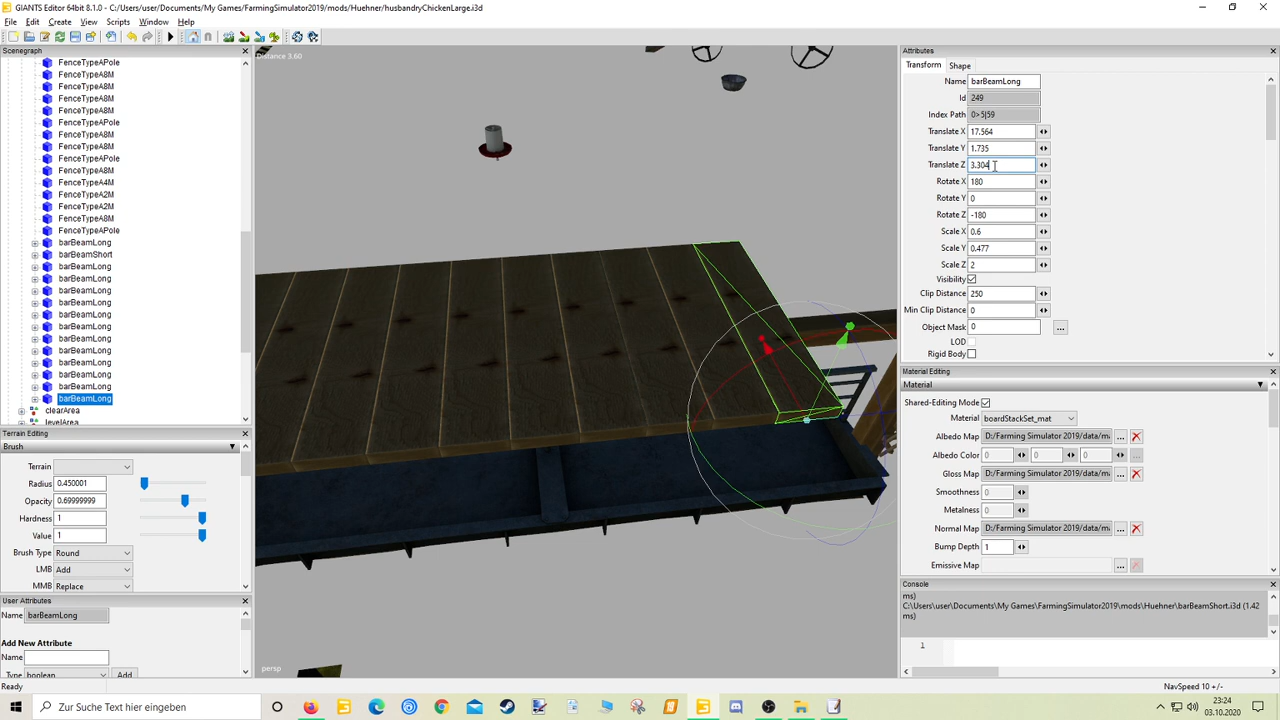 GIANTS Editor 64bit 8.1.0 - C:/Users/user/Documents/My Games/FarmingSimulator2019/mods/Huehner/husbandryChickenLarge.i3d
File Edit Create View Scripts Window Help
Scenegraph
FenceTypeAPole
FenceTypeA8M
FenceTypeA8M
FenceTypeA8M
FenceTypeA8M
FenceTypeAPole
FenceTypeA8M
FenceTypeA8M
FenceTypeAPole
FenceTypeA8M
FenceTypeA4M
FenceTypeA2M
FenceTypeA2M
FenceTypeA8M
FenceTypeAPole
barBeamLong
barBeamShort
barBeamLong
barBeamLong
barBeamLong
barBeamLong
barBeamLong
barBeamLong
barBeamLong
barBeamLong
barBeamLong
barBeamLong
barBeamLong
barBeamLong
clearArea
levelArea
Terrain Editing
Brush
Terrain
Radius 0.450001
Opacity 0.69999999
Hardness 1
Value 1
Brush Type Round
LMB Add
MMB Replace
User Attributes
Name barBeamLong
Add New Attribute
Name
Type boolean Add
Ready
Distance 3.60
persp
Attributes
Transform Shape
Name barBeamLong
Id 249
Index Path 0>5|59
Translate X 17.564
Translate Y 1.735
Translate Z 3.304
Rotate X 180
Rotate Y 0
Rotate Z -180
Scale X 0.6
Scale Y 0.477
Scale Z 2
Visibility
Clip Distance 250
Min Clip Distance 0
Object Mask 0 ...
LOD
Rigid Body
Material Editing
Material
Shared-Editing Mode
Material boardStackSet_mat
Albedo Map D:/Farming Simulator 2019/data/ma ...
Albedo Color 0 0 0 ...
Gloss Map D:/Farming Simulator 2019/data/ma ...
Smoothness 0
Metalness 0
Normal Map D:/Farming Simulator 2019/data/ma ...
Bump Depth 1
Emissive Map ...
Console
ms)
C:\Users\user\Documents\My Games\FarmingSimulator2019\mods\Huehner\barBeamShort.i3d (1.42
ms)
1
NavSpeed 10 +/-
Zur Suche Text hier eingeben
23:24
03.10.2020